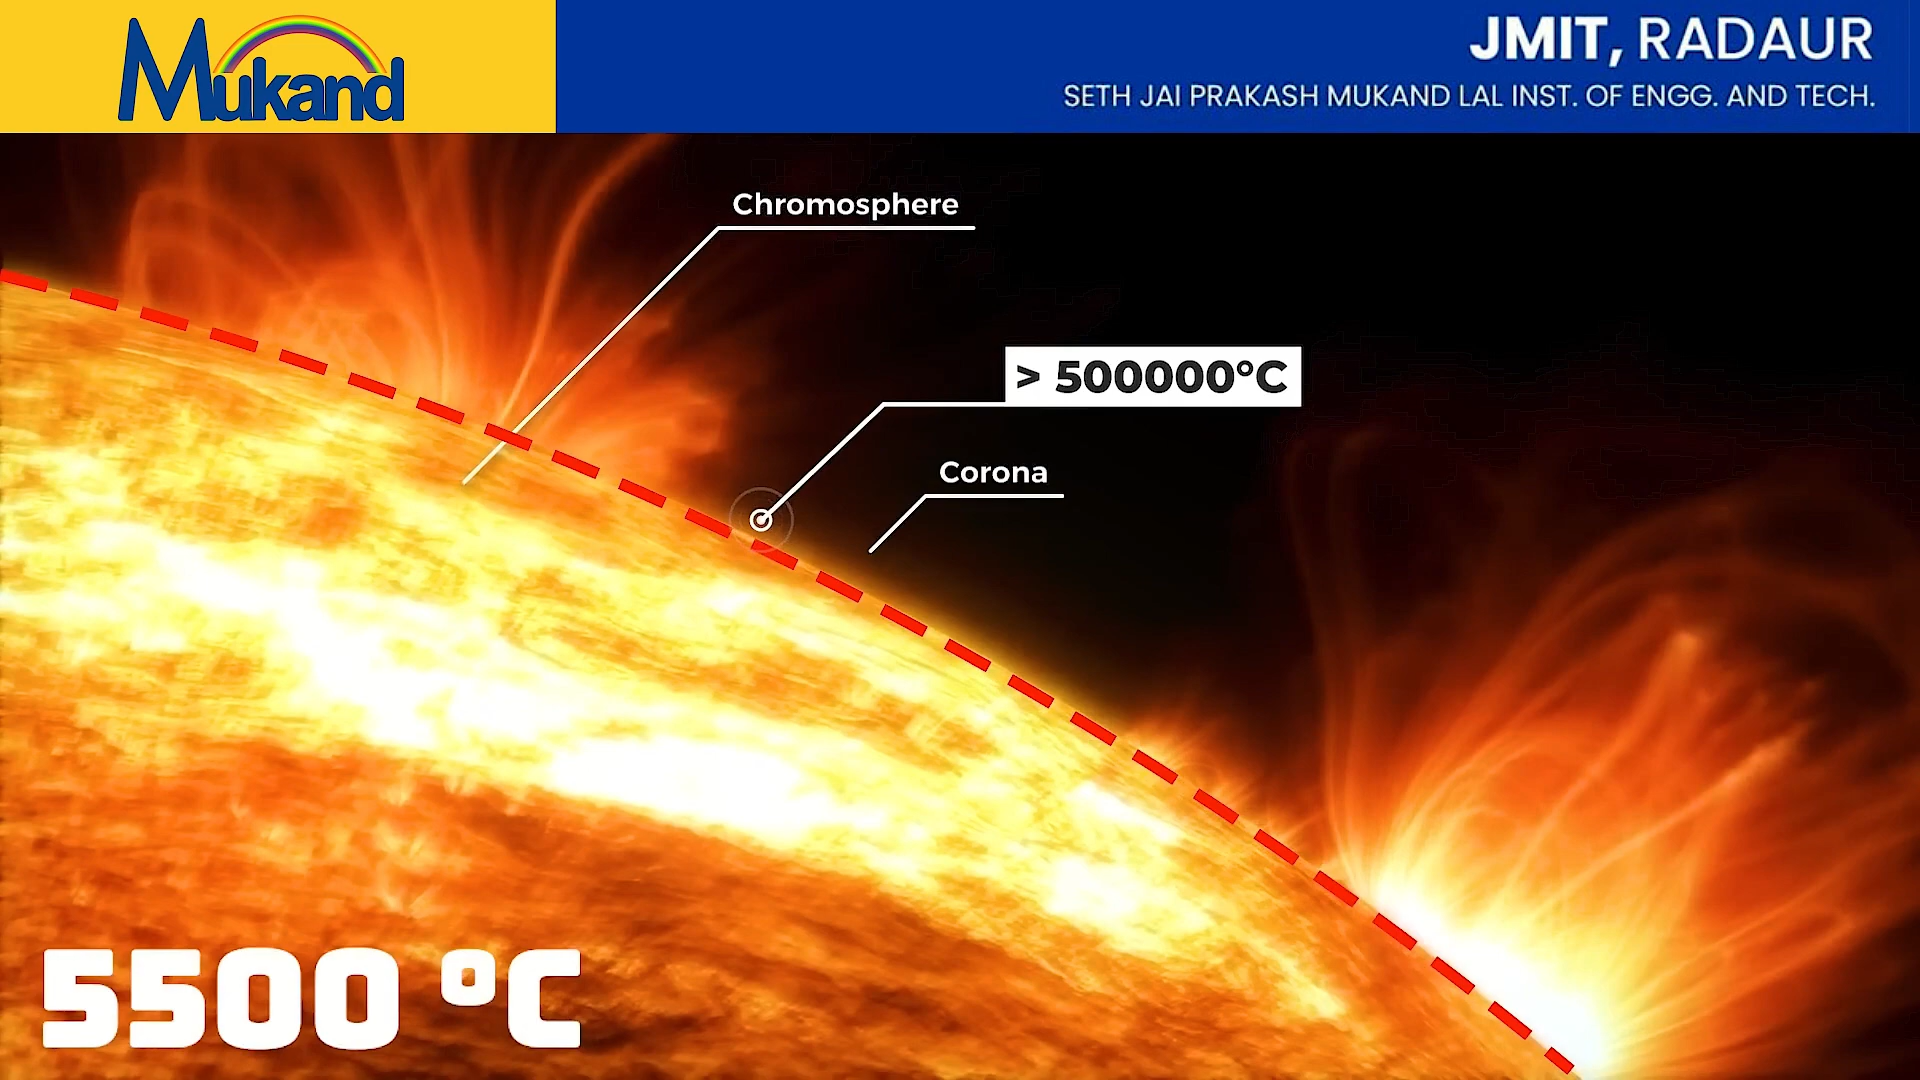 Mukand
JMIT, RADAUR
SETH JAI PRAKASH MUKAND LAL INST. OF ENGG. AND TECH.
Chromosphere
> 500000°C
Corona
5500 °C